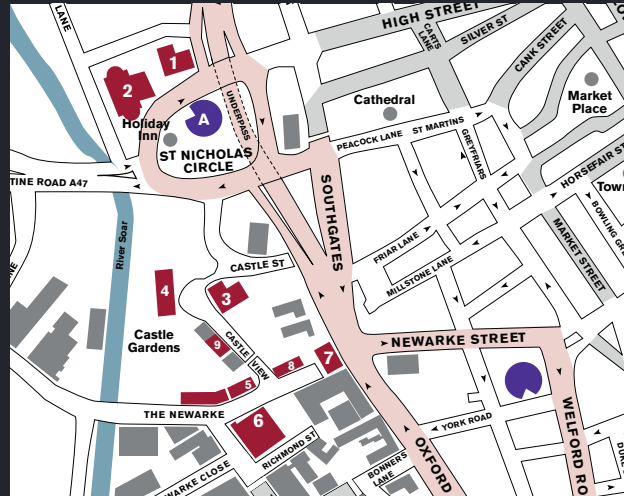 LANE
HIGH STREET
CARTS
LANE
SILVER ST
CANK STREET
1
2
Market
Place
Cathedral
Holiday
Inn
A
UNDERPASS
ST NICHOLAS
CIRCLE
PEACOCK LANE
ST MARTINS
GREYFRIARS
HORSEFAIR S
TINE ROAD A47
Tow
SOUTHGATES
BOWLING GR
MARKET STREET
River Soar
FRIAR LANE
CASTLE ST
MILLSTONE LANE
4
3
Castle
Gardens
9
CASTLE
VIEW
NEWARKE STREET
7
8
5
THE NEWARKE
6
YORK ROAD
WELFORD RO
RICHMOND ST
OXFORD
BONNERS
LANE
WARKE CLOSE
DUKE